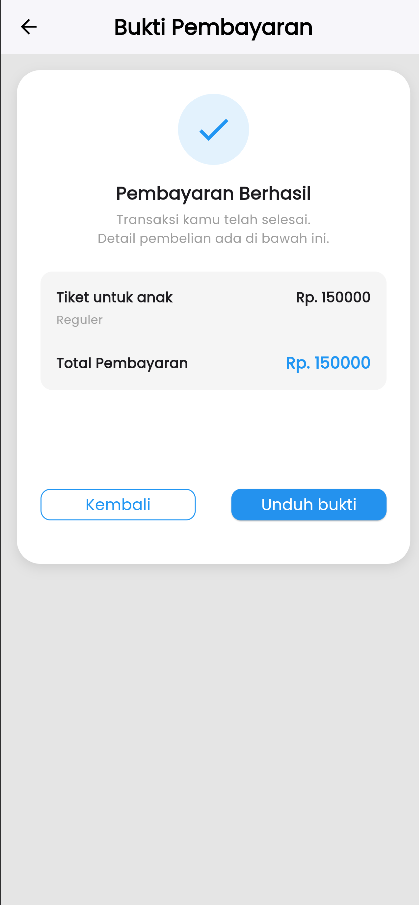 Bukti Pembayaran
Pembayaran Berhasil
Transaksi kamu telah selesai.
Detail pembelian ada di bawah ini.
Tiket untuk anak Rp. 150000
Reguler
Total Pembayaran Rp. 150000
Kembali Unduh bukti